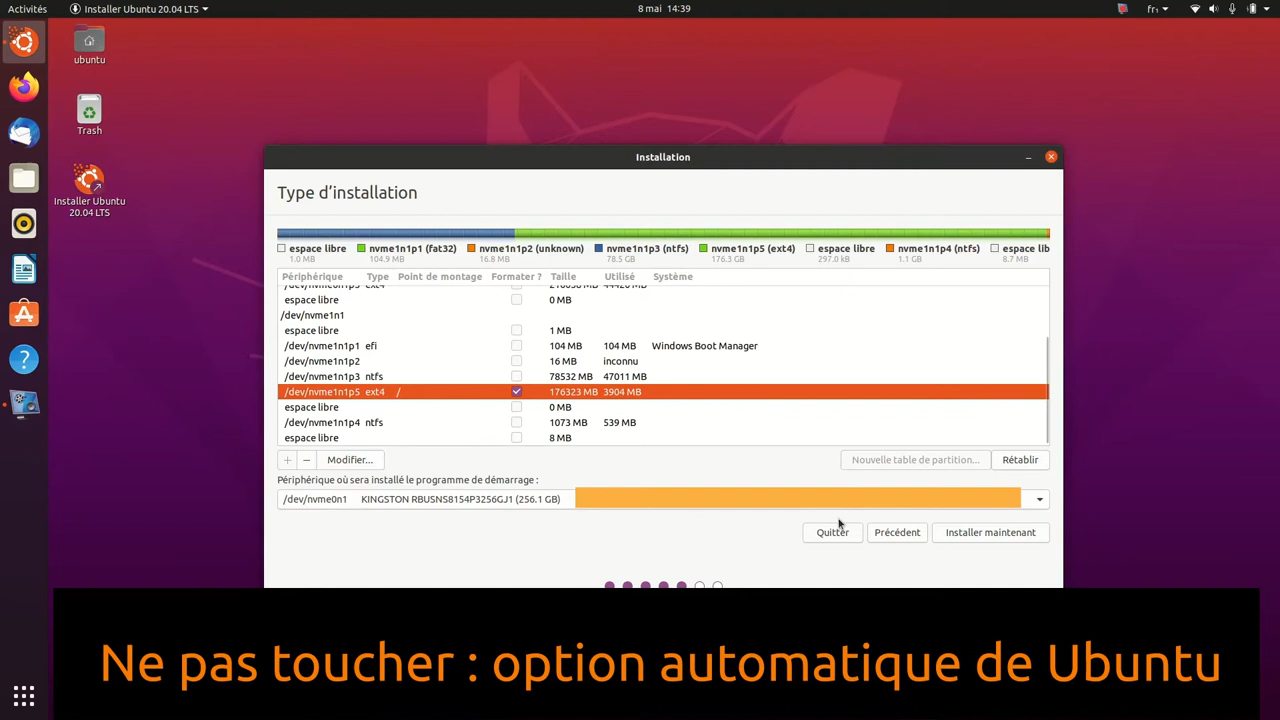 Activités
Installer Ubuntu 20.04 LTS
8 mai 14:39
fr₁
ubuntu
Trash
Installer Ubuntu
20.04 LTS
Installation
Type d’installation
espace libre
1.0 MB
nvme1n1p1 (fat32)
104.9 MB
nvme1n1p2 (unknown)
16.8 MB
nvme1n1p3 (ntfs)
78.5 GB
nvme1n1p5 (ext4)
176.3 GB
espace libre
297.0 kB
nvme1n1p4 (ntfs)
1.1 GB
espace lib
8.7 MB
Périphérique Type Point de montage Formater ? Taille Utilisé Système
espace libre 0 MB
/dev/nvme1n1
espace libre 1 MB
/dev/nvme1n1p1 efi 104 MB 104 MB Windows Boot Manager
/dev/nvme1n1p2 16 MB inconnu
/dev/nvme1n1p3 ntfs 78532 MB 47011 MB
/dev/nvme1n1p5 ext4 / 176323 MB 3904 MB
espace libre 0 MB
/dev/nvme1n1p4 ntfs 1073 MB 539 MB
espace libre 8 MB
+ − Modifier... Nouvelle table de partition... Rétablir
Périphérique où sera installé le programme de démarrage :
/dev/nvme0n1 KINGSTON RBUSNS8154P3256GJ1 (256.1 GB)
Quitter Précédent Installer maintenant
Ne pas toucher : option automatique de Ubuntu